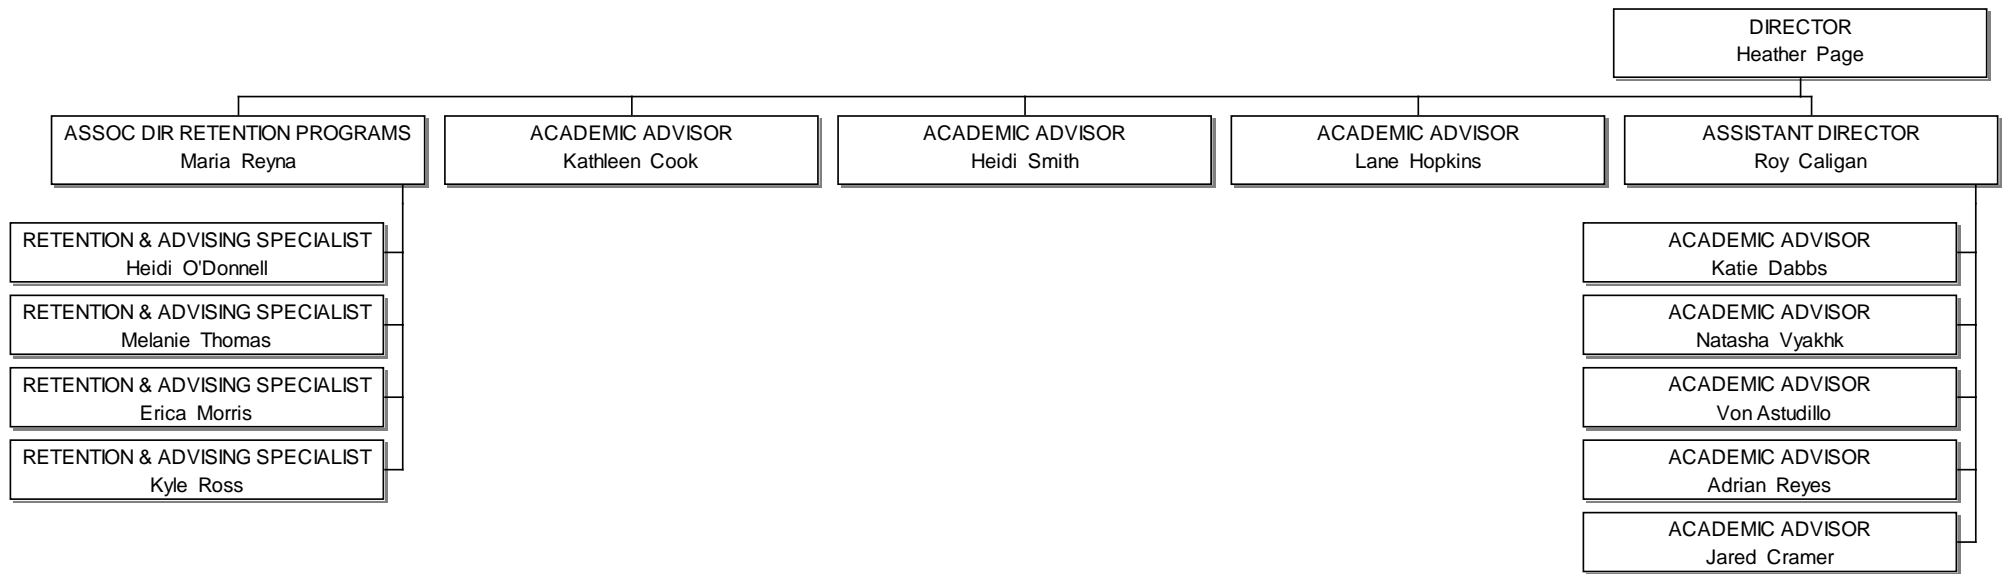 DIRECTOR
Heather Page
ASSOC DIR RETENTION PROGRAMS
Maria Reyna
ACADEMIC ADVISOR
Kathleen Cook
ACADEMIC ADVISOR
Heidi Smith
ACADEMIC ADVISOR
Lane Hopkins
ASSISTANT DIRECTOR
Roy Caligan
RETENTION & ADVISING SPECIALIST
Heidi O'Donnell
RETENTION & ADVISING SPECIALIST
Melanie Thomas
RETENTION & ADVISING SPECIALIST
Erica Morris
RETENTION & ADVISING SPECIALIST
Kyle Ross
ACADEMIC ADVISOR
Katie Dabbs
ACADEMIC ADVISOR
Natasha Vyakhk
ACADEMIC ADVISOR
Von Astudillo
ACADEMIC ADVISOR
Adrian Reyes
ACADEMIC ADVISOR
Jared Cramer